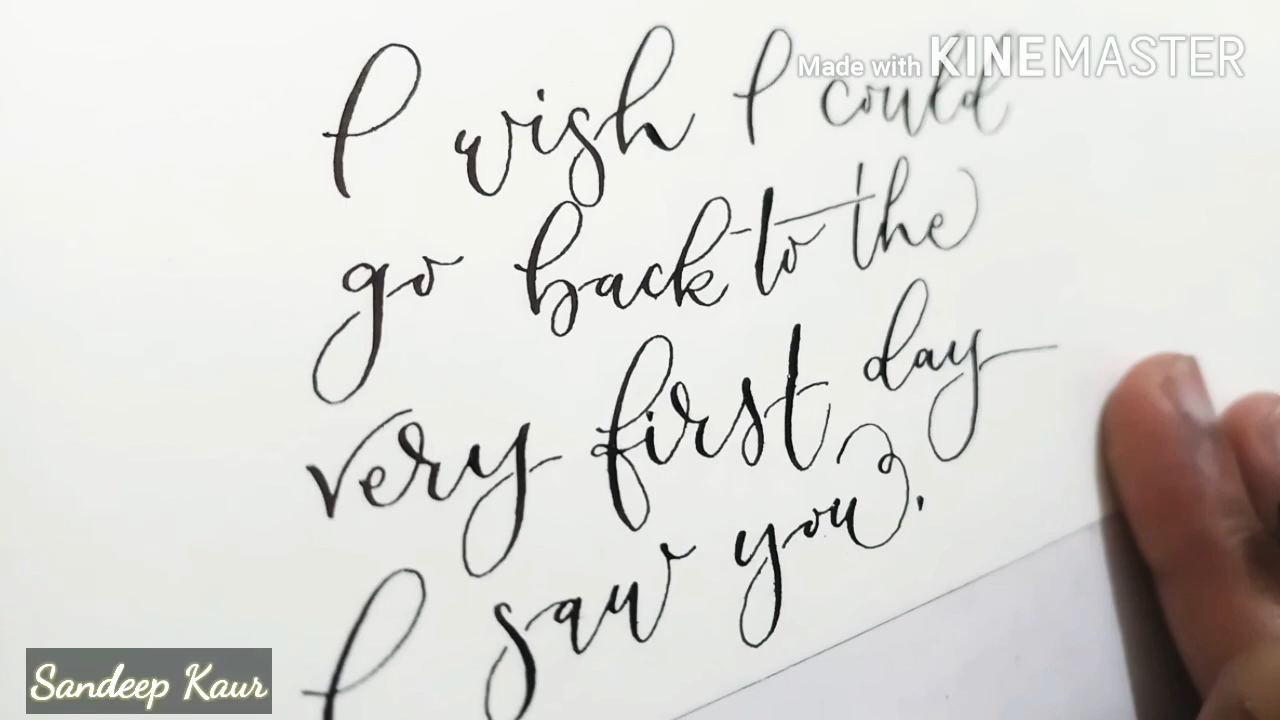 Made with KINEMASTER
I wish I could
go back to the
very first day
I saw you.
Sandeep Kaur